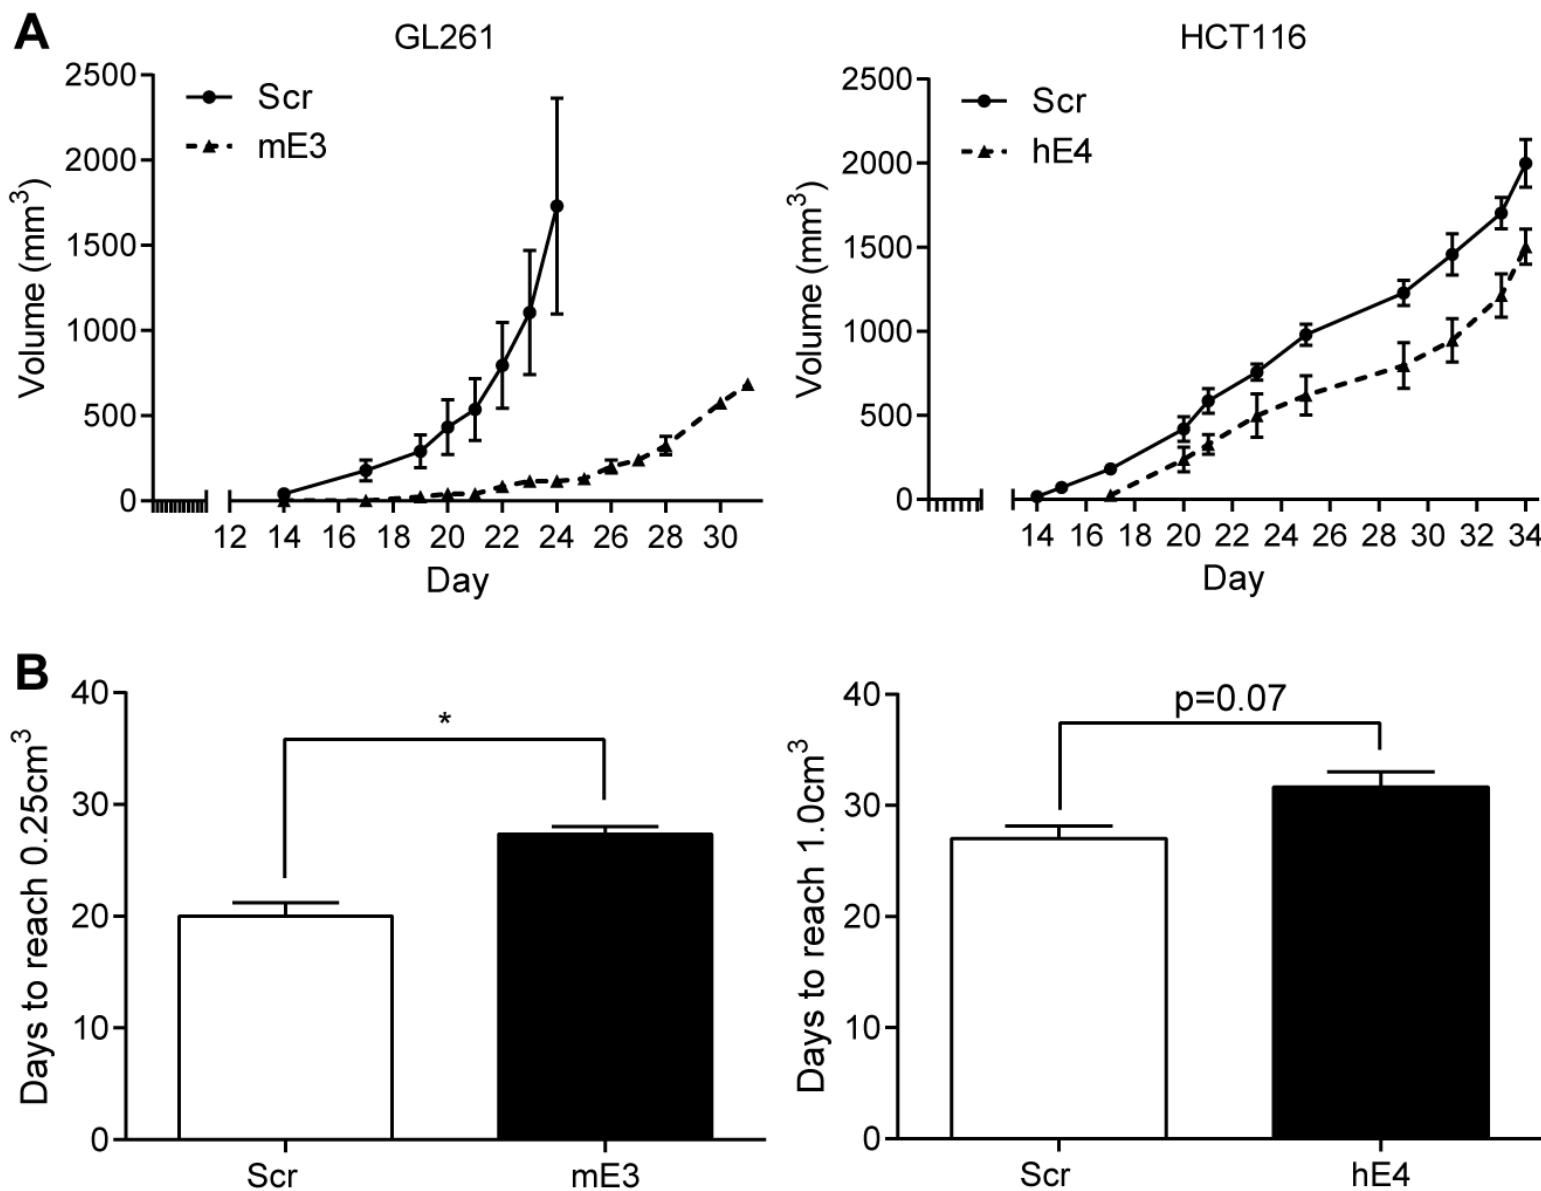 A
GL261
2500
2000
1500
1000
500
0
Volume (mm³)
Scr
mE3
12 14 16 18 20 22 24 26 28 30
Day
HCT116
2500
2000
1500
1000
500
0
Volume (mm³)
Scr
hE4
14 16 18 20 22 24 26 28 30 32 34
Day
B
40
30
20
10
0
Days to reach 0.25cm³
*
Scr mE3
40
30
20
10
0
Days to reach 1.0cm³
p=0.07
Scr hE4